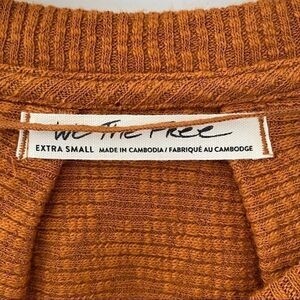 We The Free
EXTRA SMALL MADE IN CAMBODIA / FABRIQUÉ AU CAMBODGE